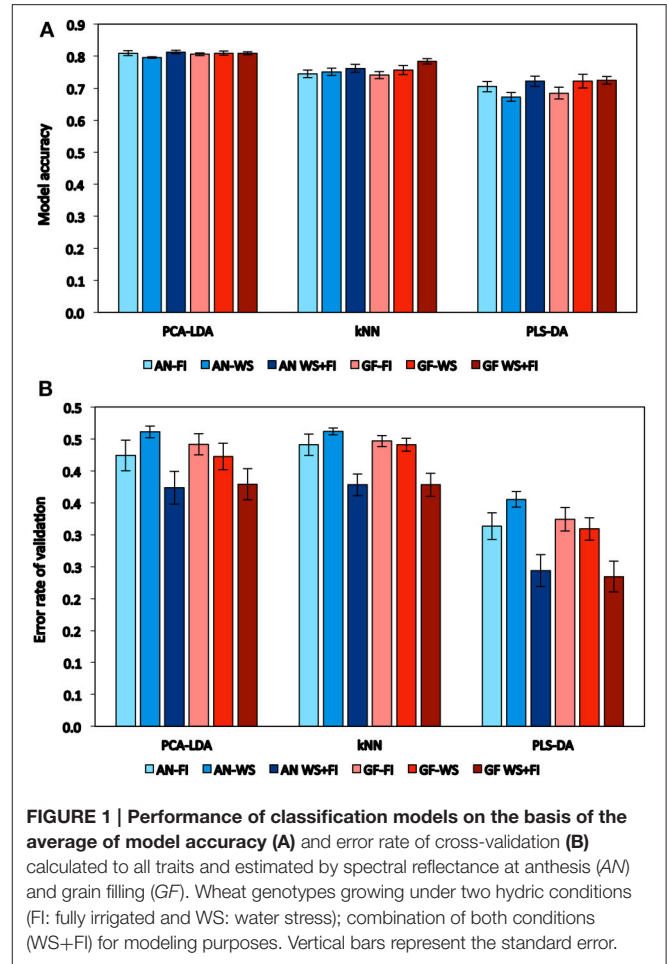 A
0.9
0.8
0.7
0.6
0.5
0.4
0.3
0.2
0.1
0.0
Model accuracy
PCA-LDA kNN PLS-DA
AN-FI AN-WS AN WS+FI GF-FI GF-WS GF WS+FI
B
0.5
0.5
0.4
0.4
0.3
0.3
0.2
0.2
0.1
0.1
0.0
Error rate of validation
PCA-LDA kNN PLS-DA
AN-FI AN-WS AN WS+FI GF-FI GF-WS GF WS+FI
FIGURE 1 | Performance of classification models on the basis of the
average of model accuracy (A) and error rate of cross-validation (B)
calculated to all traits and estimated by spectral reflectance at anthesis (AN)
and grain filling (GF). Wheat genotypes growing under two hydric conditions
(FI: fully irrigated and WS: water stress); combination of both conditions
(WS+FI) for modeling purposes. Vertical bars represent the standard error.